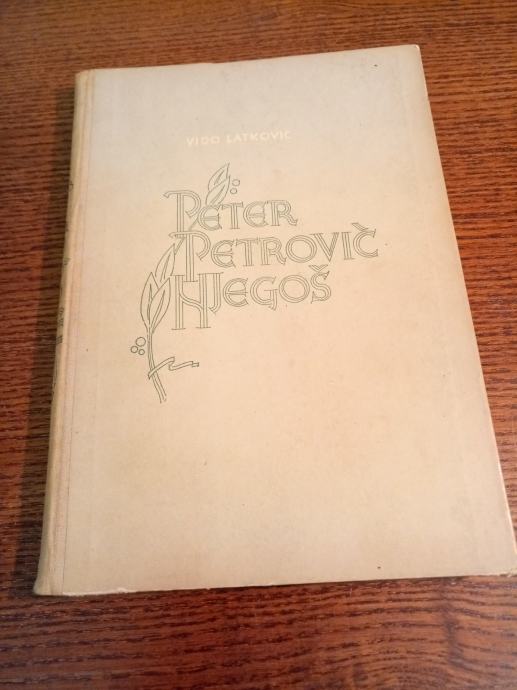 VIDO LATKOVIĆ
PETER
PETROVIČ
NJEGOŠ